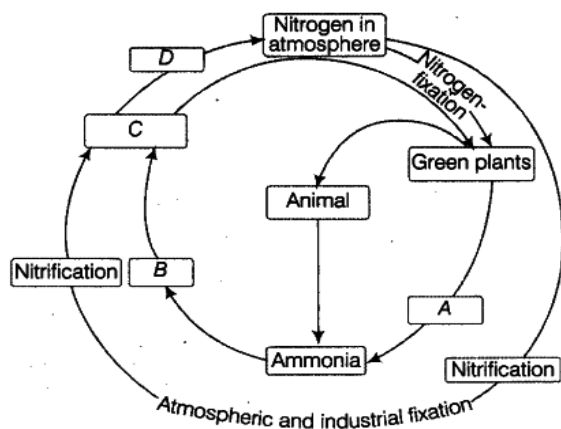 Nitrogen in
atmosphere
D
Nitrogen-
fixation
C
Green plants
Animal
Nitrification
B
A
Ammonia
Nitrification
Atmospheric and industrial fixation